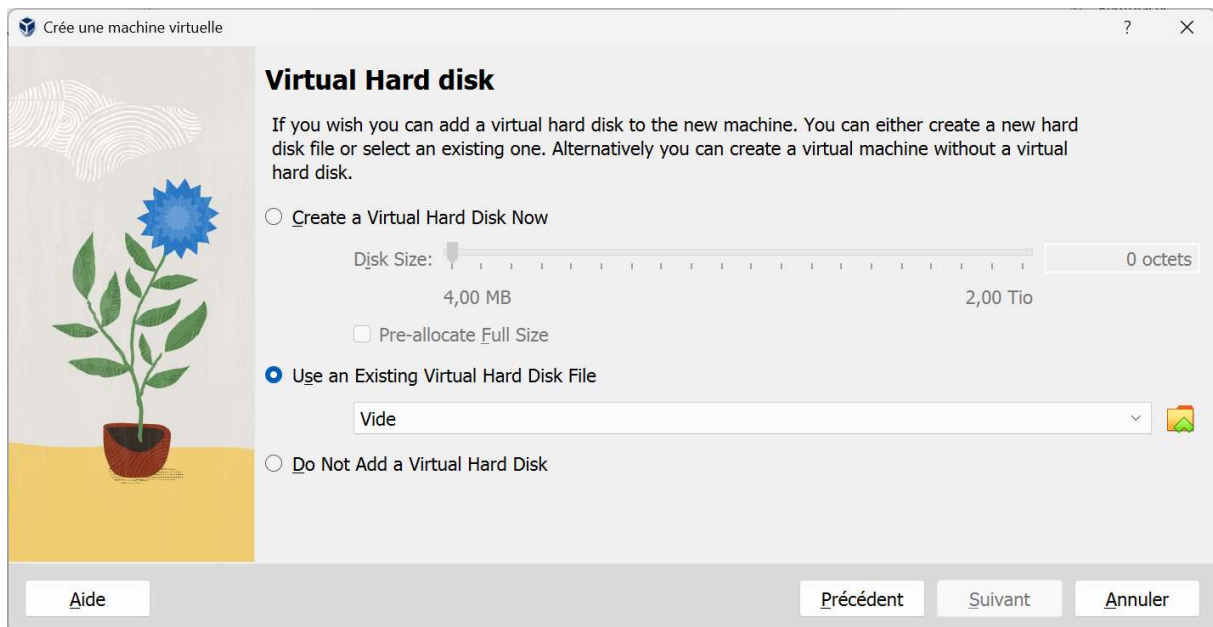 Crée une machine virtuelle
?
Virtual Hard disk
If you wish you can add a virtual hard disk to the new machine. You can either create a new hard
disk file or select an existing one. Alternatively you can create a virtual machine without a virtual
hard disk.
Create a Virtual Hard Disk Now
Disk Size:
0 octets
4,00 MB
2,00 Tio
Pre-allocate Full Size
Use an Existing Virtual Hard Disk File
Vide
Do Not Add a Virtual Hard Disk
Aide
Précédent
Suivant
Annuler